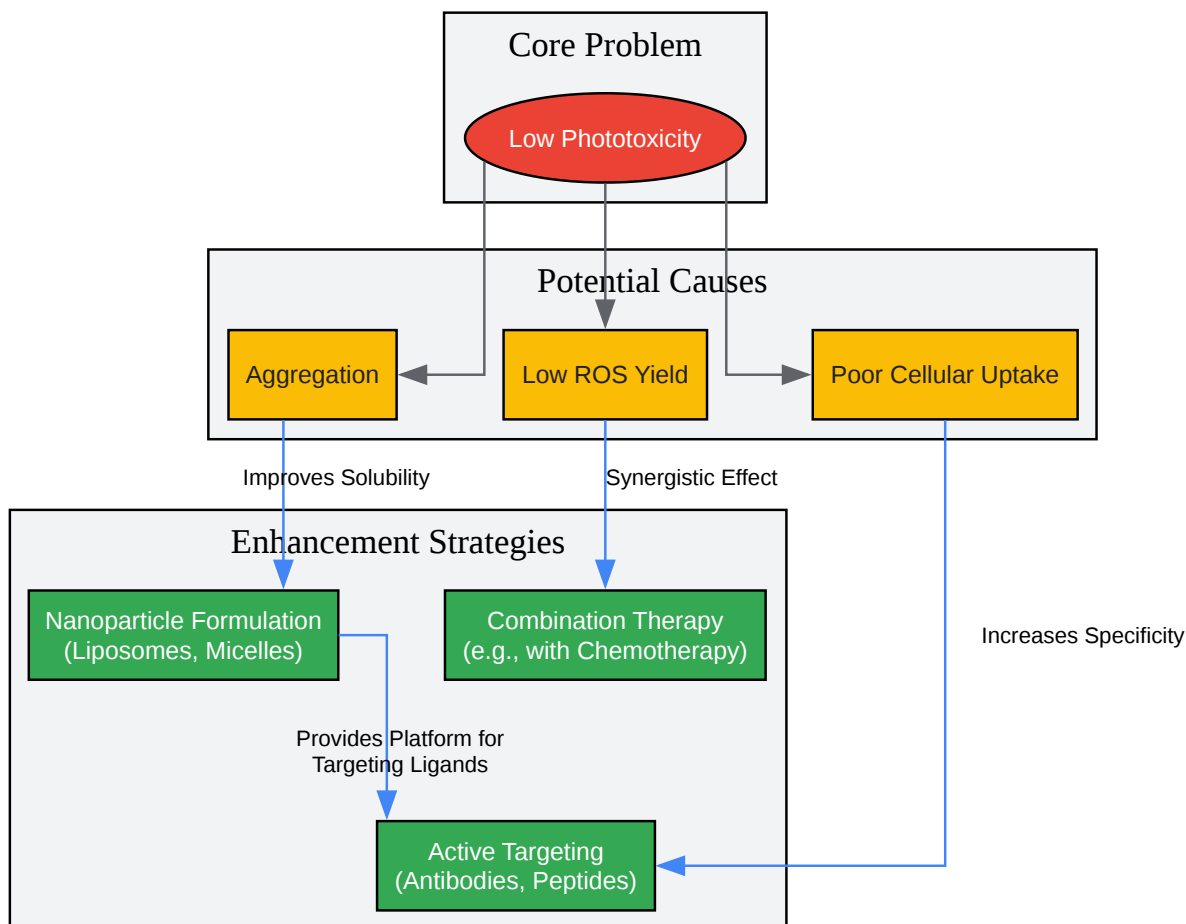 Core Problem
Low Phototoxicity
Potential Causes
Aggregation
Low ROS Yield
Poor Cellular Uptake
Improves Solubility
Synergistic Effect
Enhancement Strategies
Nanoparticle Formulation
(Liposomes, Micelles)
Combination Therapy
(e.g., with Chemotherapy)
Increases Specificity
Provides Platform for
Targeting Ligands
Active Targeting
(Antibodies, Peptides)